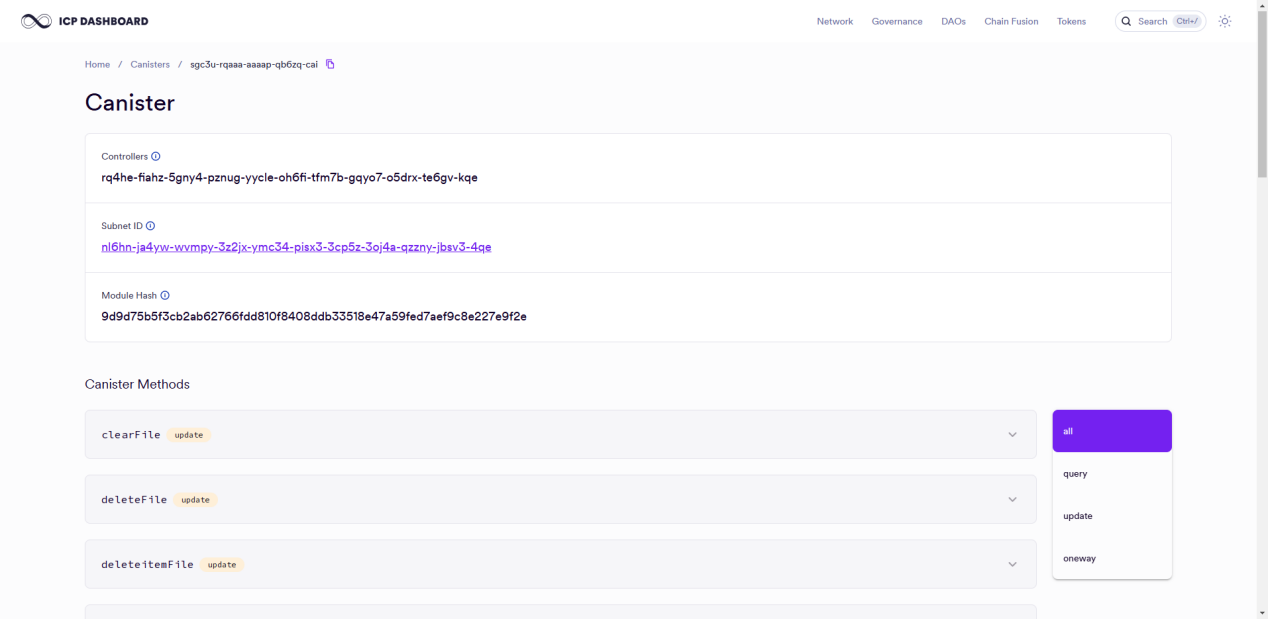 ICP DASHBOARD
Network Governance DAOs Chain Fusion Tokens Search Ctrl+/
Home / Canisters / sgc3u-rqaaa-aaaap-qb6zq-cai
Canister
Controllers
rq4he-fiahz-5gny4-pznug-yycle-oh6fi-tfm7b-gqyo7-o5drx-te6gv-kqe
Subnet ID
nl6hn-ja4yw-wvmpy-3z2jx-ymc34-pisx3-3cp5z-3oj4a-qzzny-jbsv3-4qe
Module Hash
9d9d75b5f3cb2ab62766fdd810f8408ddb33518e47a59fed7aef9c8e227e9f2e
Canister Methods
clearFile update
deleteFile update
deleteitemFile update
all
query
update
oneway